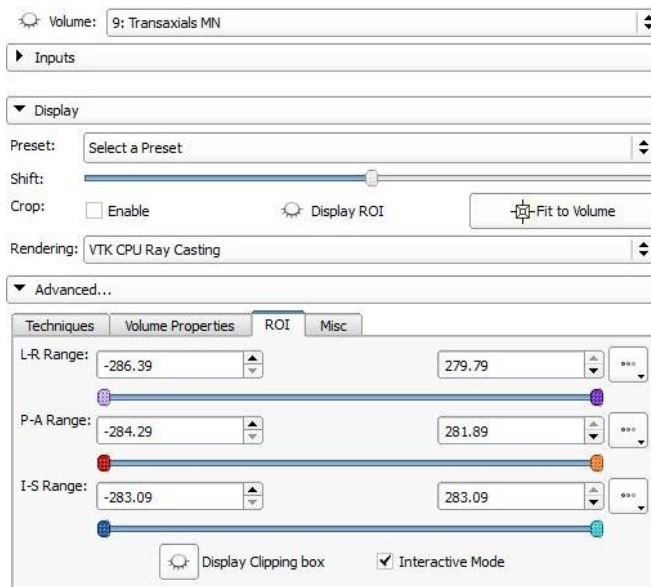 Volume: 9: Transaxials MN
Inputs
Display
Preset: Select a Preset
Shift:
Crop: Enable Display ROI Fit to Volume
Rendering: VTK CPU Ray Casting
Advanced...
Techniques Volume Properties ROI Misc
L-R Range: -286.39 279.79
P-A Range: -284.29 281.89
I-S Range: -283.09 283.09
Display Clipping box Interactive Mode